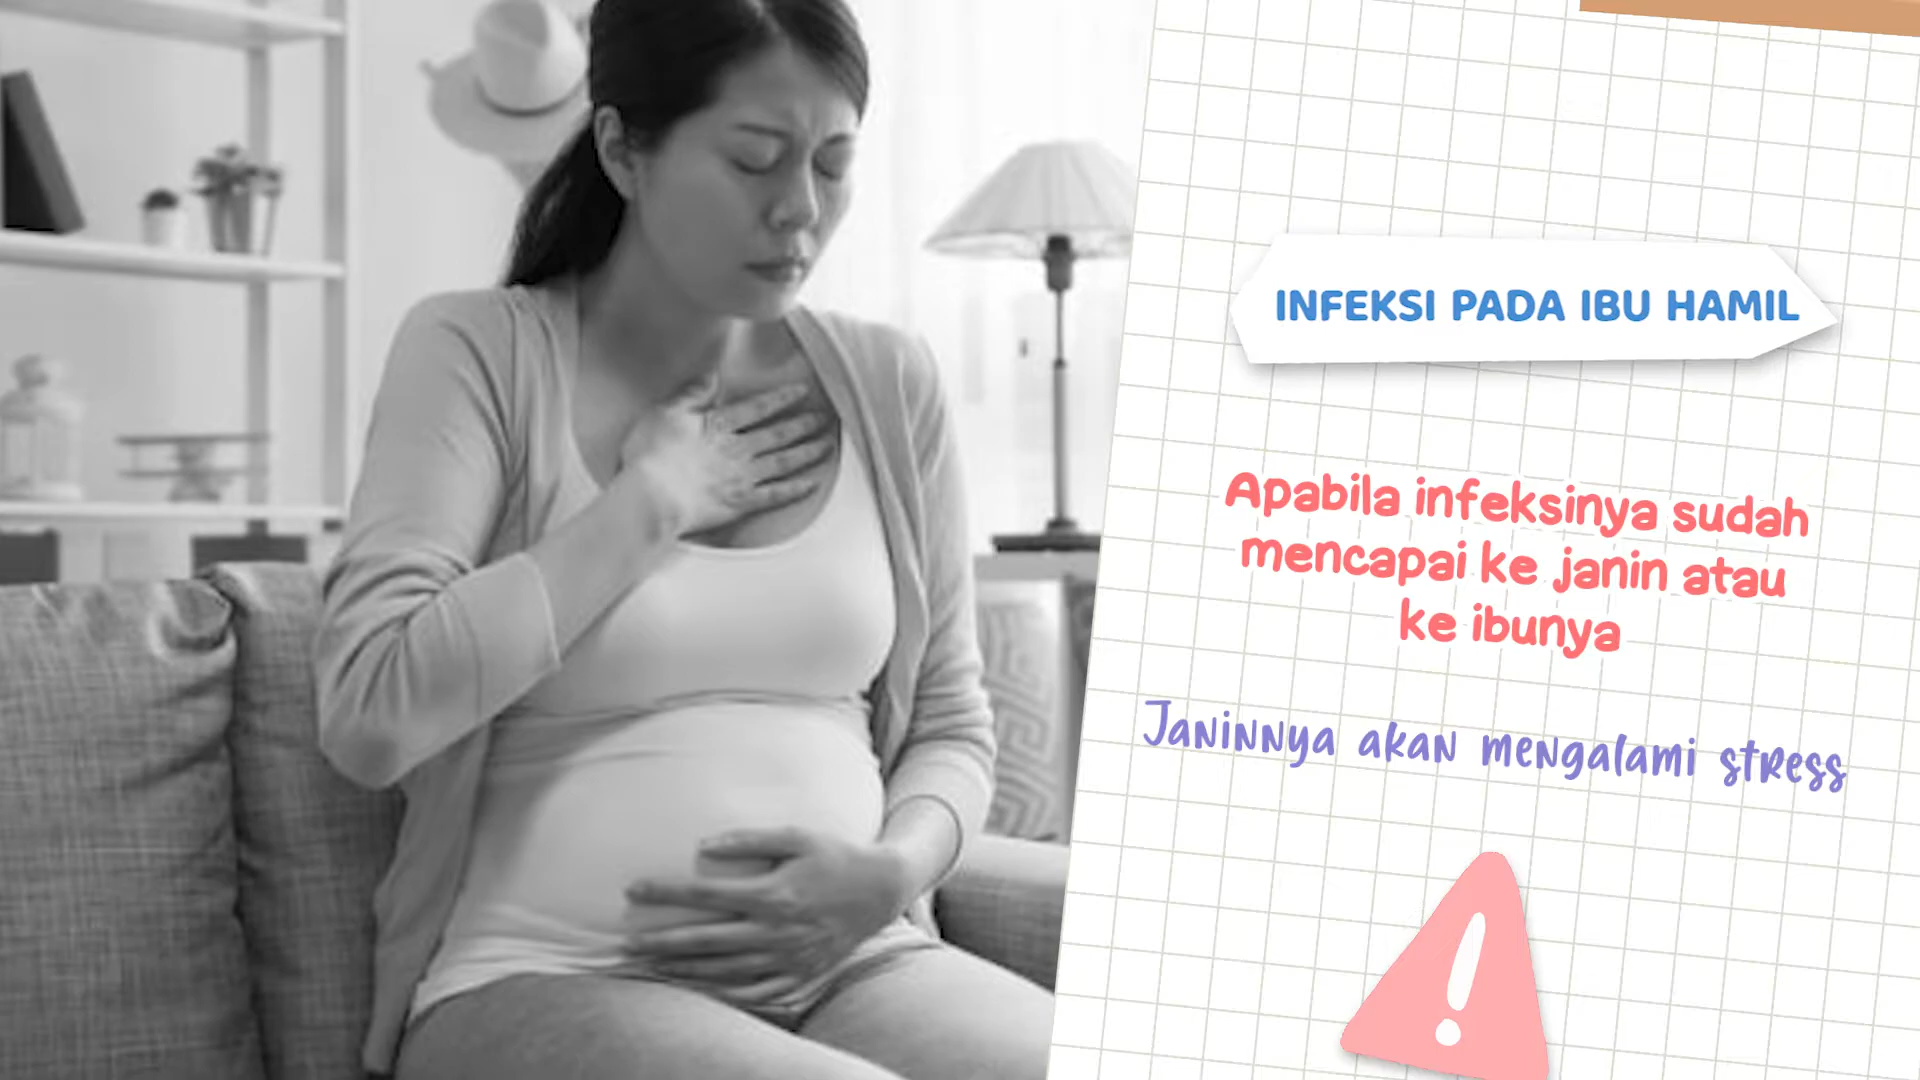 INFEKSI PADA IBU HAMIL
Apabila infeksinya sudah
mencapai ke janin atau
ke ibunya
Janinnya akan mengalami stress